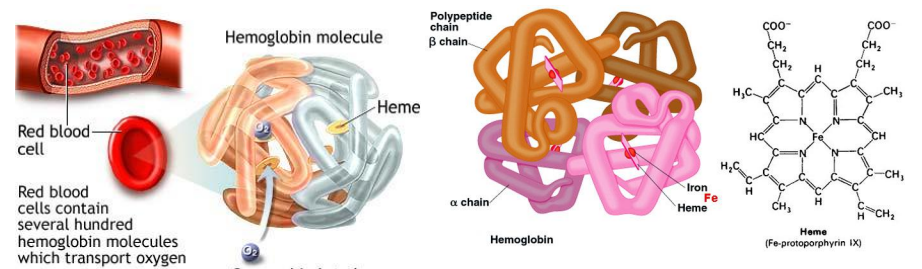 Hemoglobin molecule
Heme
O2
O2
Red blood
cell
Red blood
cells contain
several hundred
hemoglobin molecules
which transport oxygen
Polypeptide
chain
β chain
α chain
Iron
Fe
Heme
Hemoglobin
COO⁻ COO⁻
CH2 CH2
CH2 CH2
H
C
H3C CH3
N N
HC Fe CH
N N
H2C CH3
C
H
C
H
CH3 C=CH2
H
Heme
(Fe-protoporphyrin IX)